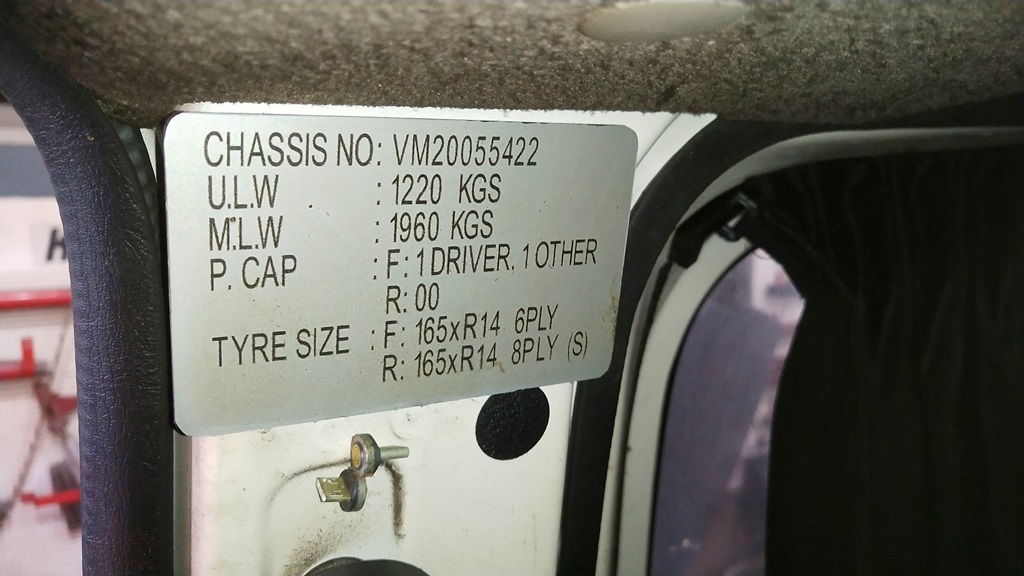 CHASSIS NO: VM20055422
U.L.W : 1220 KGS
M.L.W : 1960 KGS
P. CAP : F: 1 DRIVER. 1 OTHER
R: 00
TYRE SIZE : F: 165xR14 6PLY
R: 165xR14 8PLY (S)